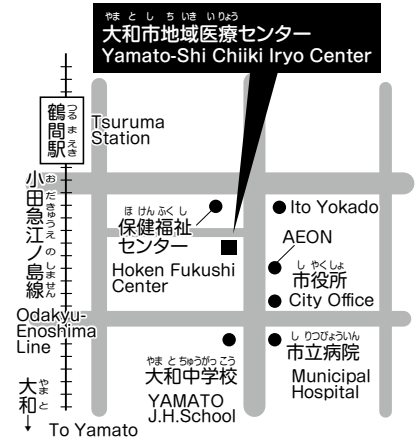 やまとしちいきいりょう
大和市地域医療センター
Yamato-Shi Chiiki Iryo Center
鶴間駅
つるまえき
Tsuruma
Station
小田急江ノ島線
おだきゅうえのしません
Odakyu-
Enoshima
Line
ほけんふくし
保健福祉
センター
Hoken Fukushi
Center
Ito Yokado
AEON
しやくしょ
市役所
City Office
しりつびょういん
市立病院
Municipal
Hospital
やまとちゅうがっこう
大和中学校
YAMATO
J.H.School
大和
やまと
↓
To Yamato